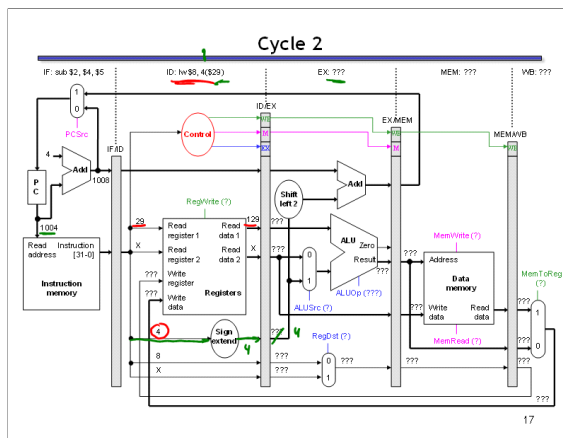 Cycle 2
IF: sub $2, $4, $5
ID: lw$8, 4($29)
EX: ???
MEM: ???
WB: ???
1
0
PCSrc
4
Add
P
C
1008
1004
Read
address
Instruction
[31-0]
Instruction
memory
IF/ID
Control
RegWrite (?)
29
Read
register 1
Read
data 1
129
X
Read
register 2
Read
data 2
X
???
Write
register
???
Write
data
Registers
4
Sign
extend
4
???
4
8
X
ID/EX
WB
M
EX
Shift
left 2
Add
???
???
0
1
ALUSrc (?)
ALU
Zero
Result
ALUOp (???)
???
RegDst (?)
???
???
0
1
???
EX/MEM
WB
M
???
MemWrite (?)
Address
Data
memory
Write
data
Read
data
MemRead (?)
???
MEM/WB
WB
MemToReg
(?)
???
???
1
0
???
???
???
17